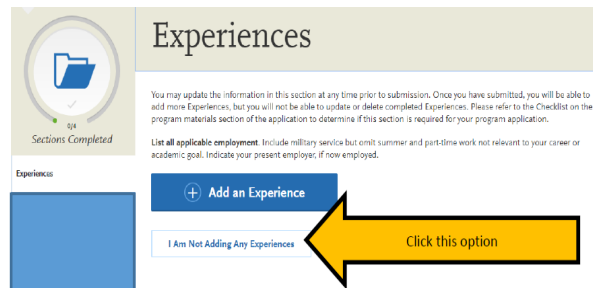 Experiences
You may update the information in this section at any time prior to submission. Once you have submitted, you will be able to
add more Experiences, but you will not be able to update or delete completed Experiences. Please refer to the Checklist on the
program materials section of the application to determine if this section is required for your program application.
0/4
Sections Completed
List all applicable employment. Include military service but omit summer and part-time work not relevant to your career or
academic goal. Indicate your present employer, if now employed.
Experiences
Add an Experience
I Am Not Adding Any Experiences
Click this option